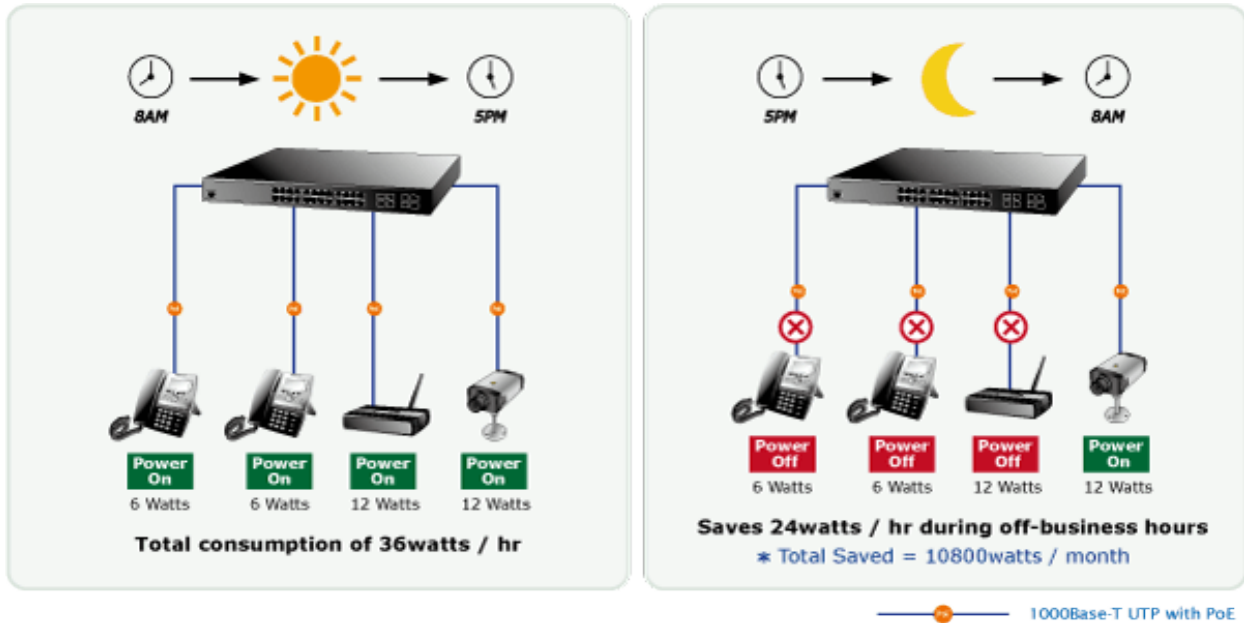 8AM
5PM
Power
On
6 Watts
Power
On
6 Watts
Power
On
12 Watts
Power
On
12 Watts
Total consumption of 36watts / hr
5PM
8AM
Power
Off
6 Watts
Power
Off
6 Watts
Power
Off
12 Watts
Power
On
12 Watts
Saves 24watts / hr during off-business hours
* Total Saved = 10800watts / month
1000Base-T UTP with PoE